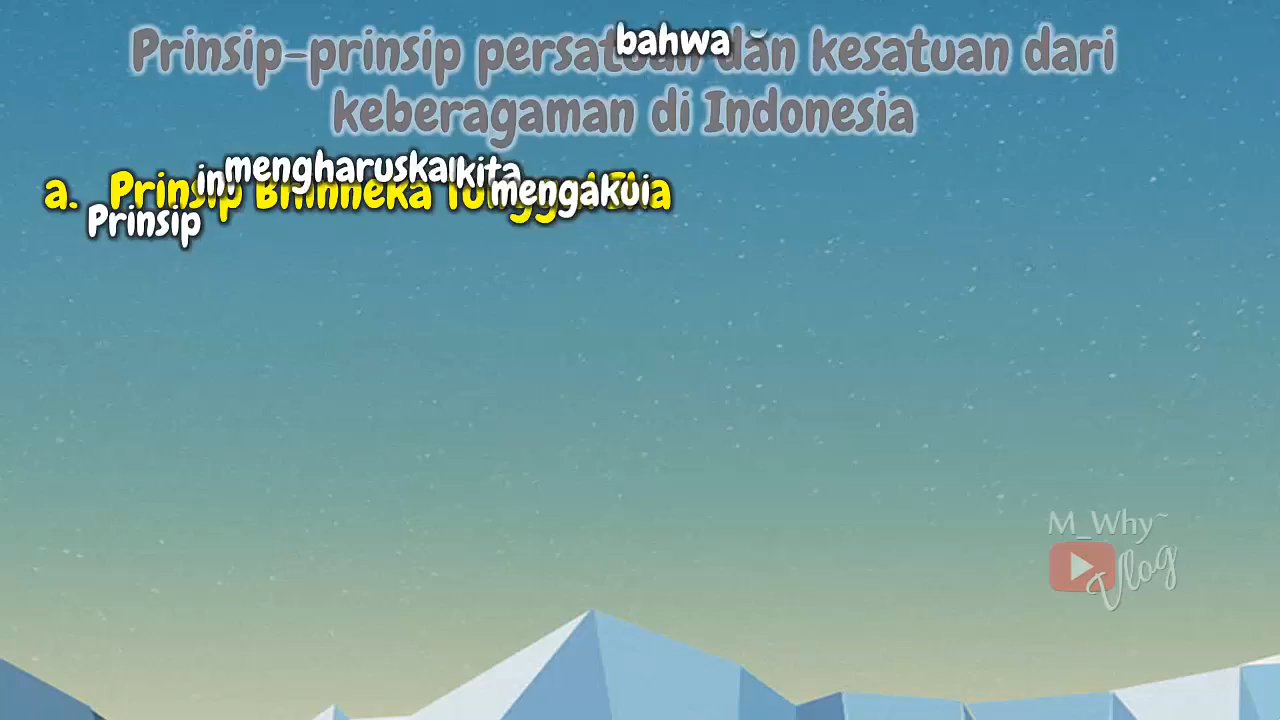 Prinsip-prinsip persatuan dan kesatuan dari
keberagaman di Indonesia
a. Prinsip Bhinneka Tunggal Ika
Prinsip ini mengharuskan kita mengakui bahwa
M_Why~
Vlog